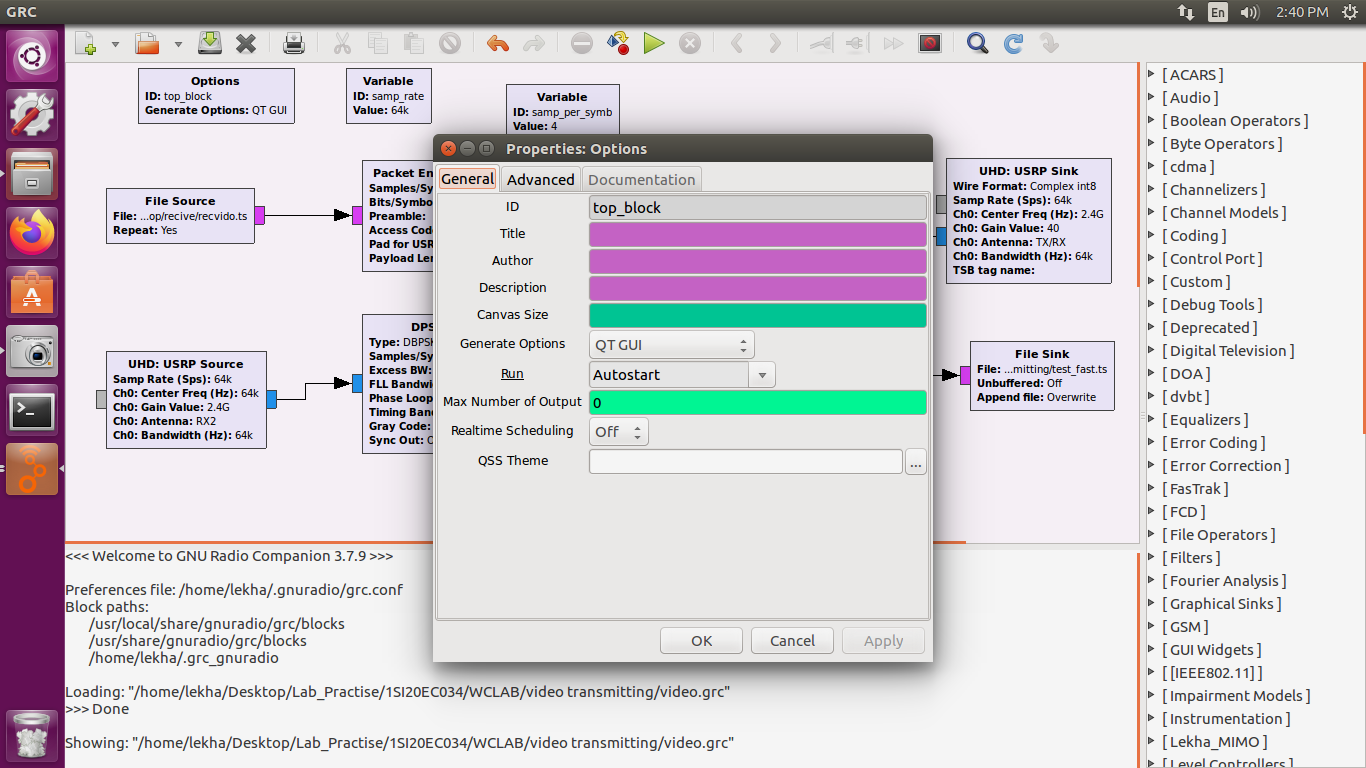 GRC
En
2:40 PM
Options
ID: top_block
Generate Options: QT GUI
Variable
ID: samp_rate
Value: 64k
Variable
ID: samp_per_symb
Value: 4
File Source
File: ...op/recive/recvido.ts
Repeat: Yes
Packet En
Samples/Sy
Bits/Symbo
Preamble:
Access Code
Pad for USR
Payload Len
UHD: USRP Sink
Wire Format: Complex int8
Samp Rate (Sps): 64k
Ch0: Center Freq (Hz): 2.4G
Ch0: Gain Value: 40
Ch0: Antenna: TX/RX
Ch0: Bandwidth (Hz): 64k
TSB tag name:
UHD: USRP Source
Samp Rate (Sps): 64k
Ch0: Center Freq (Hz): 64k
Ch0: Gain Value: 2.4G
Ch0: Antenna: RX2
Ch0: Bandwidth (Hz): 64k
DPS
Type: DBPSK
Samples/Sy
Excess BW:
FLL Bandw
Phase Loop
Timing Band
Gray Code:
Sync Out: O
File Sink
File: ...mitting/test_fast.ts
Unbuffered: Off
Append file: Overwrite
Properties: Options
General
Advanced
Documentation
ID
top_block
Title
Author
Description
Canvas Size
Generate Options
QT GUI
Run
Autostart
Max Number of Output
0
Realtime Scheduling
Off
QSS Theme
...
OK
Cancel
Apply
<<< Welcome to GNU Radio Companion 3.7.9 >>>
Preferences file: /home/lekha/.gnuradio/grc.conf
Block paths:
/usr/local/share/gnuradio/grc/blocks
/usr/share/gnuradio/grc/blocks
/home/lekha/.grc_gnuradio
Loading: "/home/lekha/Desktop/Lab_Practise/1SI20EC034/WCLAB/video transmitting/video.grc"
>>> Done
Showing: "/home/lekha/Desktop/Lab_Practise/1SI20EC034/WCLAB/video transmitting/video.grc"
[ ACARS ]
[ Audio ]
[ Boolean Operators ]
[ Byte Operators ]
[ cdma ]
[ Channelizers ]
[ Channel Models ]
[ Coding ]
[ Control Port ]
[ Custom ]
[ Debug Tools ]
[ Deprecated ]
[ Digital Television ]
[ DOA ]
[ dvbt ]
[ Equalizers ]
[ Error Coding ]
[ Error Correction ]
[ FasTrak ]
[ FCD ]
[ File Operators ]
[ Filters ]
[ Fourier Analysis ]
[ Graphical Sinks ]
[ GSM ]
[ GUI Widgets ]
[ [IEEE802.11] ]
[ Impairment Models ]
[ Instrumentation ]
[ Lekha_MIMO ]
[ Level Controllers ]